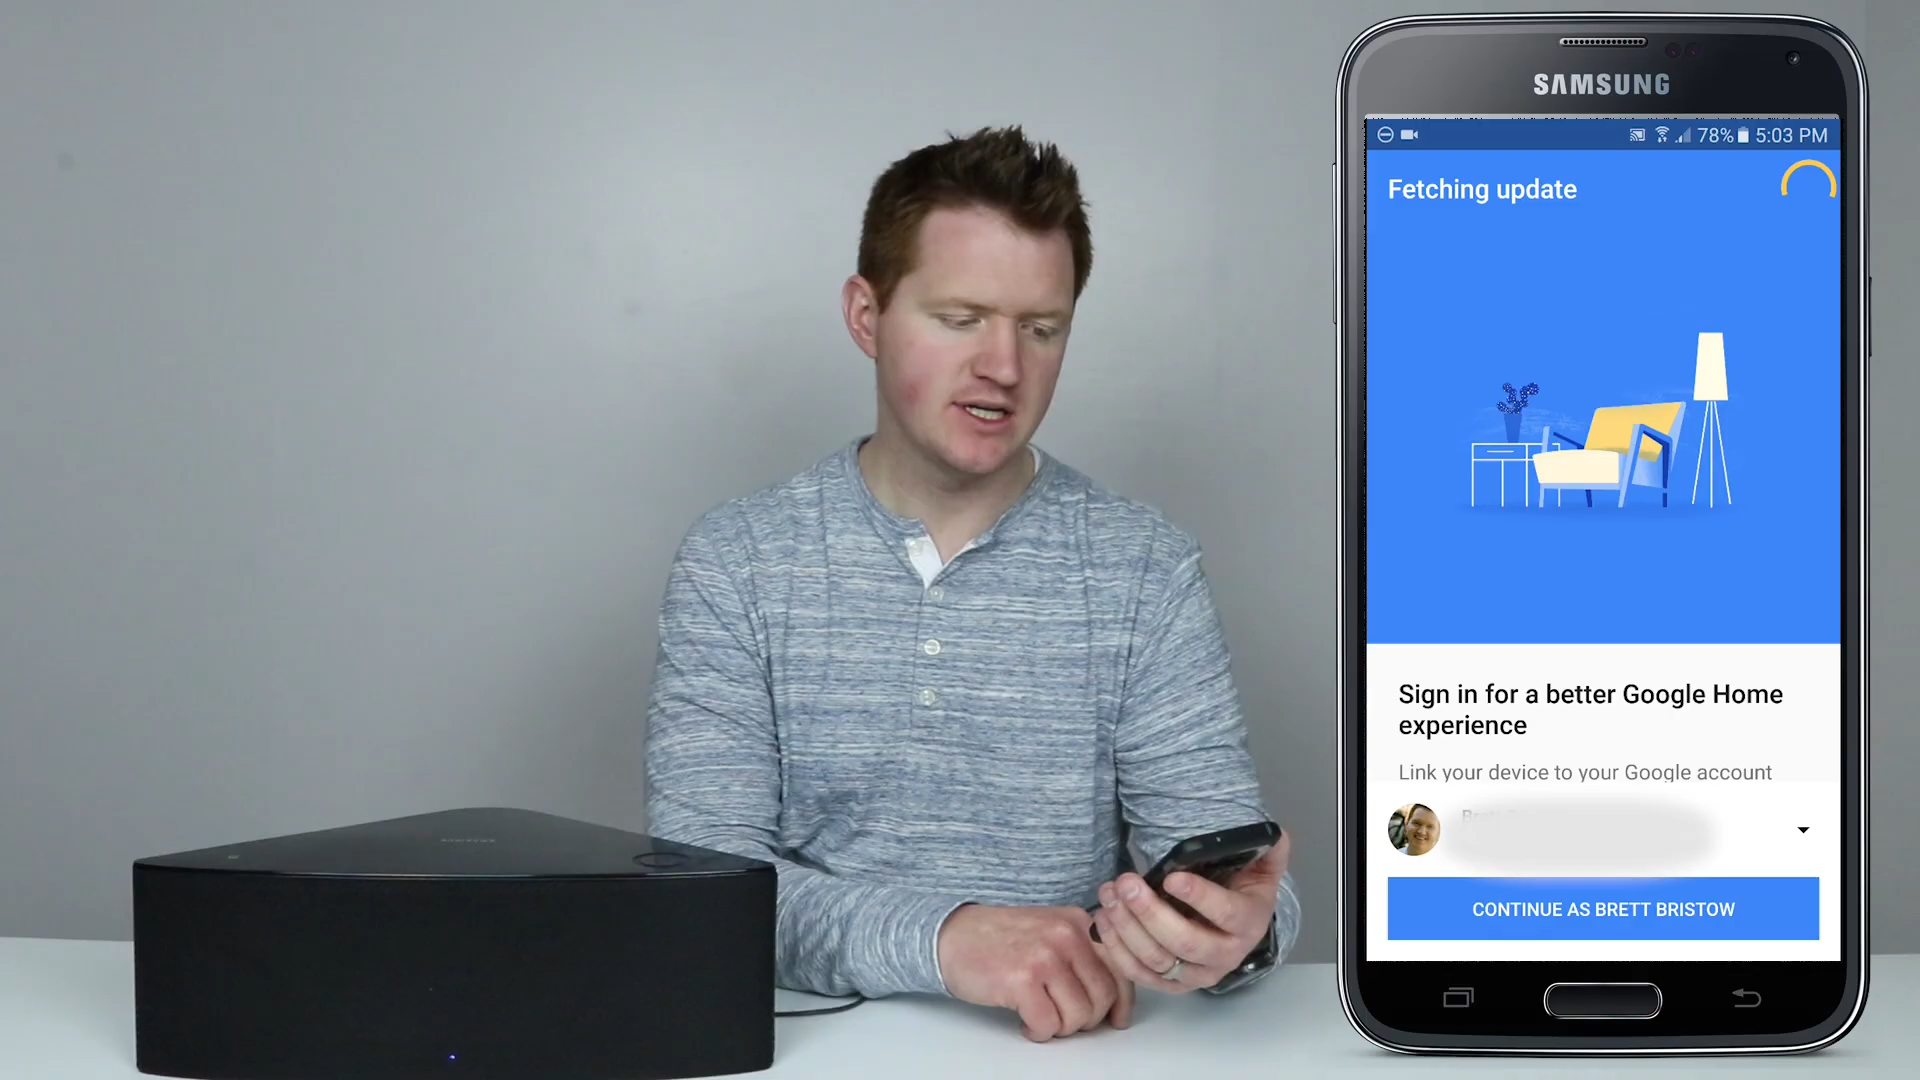 SAMSUNG
78% 5:03 PM
Fetching update
Sign in for a better Google Home
experience
Link your device to your Google account
CONTINUE AS BRETT BRISTOW